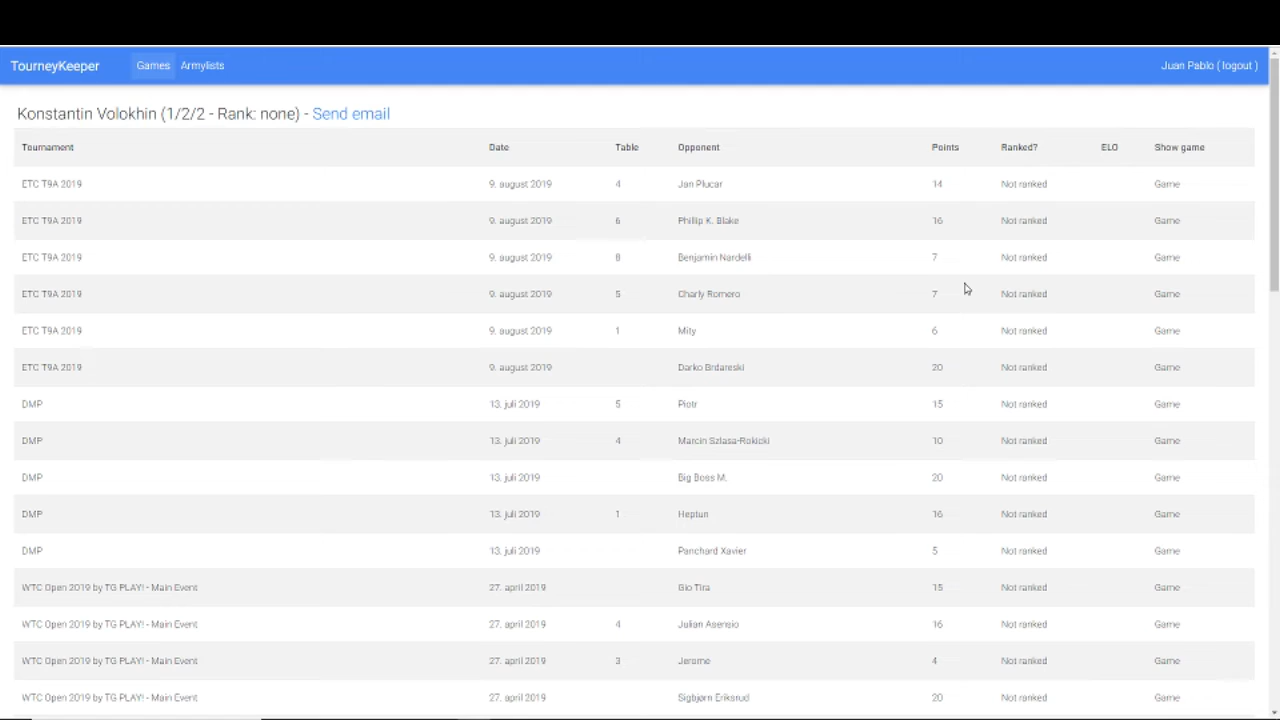 TourneyKeeper Games Armylists Juan Pablo ( logout )
Konstantin Volokhin (1/2/2 - Rank: none) - Send email
Tournament Date Table Opponent Points Ranked? ELO Show game
ETC T9A 2019 9. august 2019 4 Jan Plucar 14 Not ranked Game
ETC T9A 2019 9. august 2019 6 Phillip K. Blake 16 Not ranked Game
ETC T9A 2019 9. august 2019 8 Benjamin Nardelli 7 Not ranked Game
ETC T9A 2019 9. august 2019 5 Charly Romero 7 Not ranked Game
ETC T9A 2019 9. august 2019 1 Mity 6 Not ranked Game
ETC T9A 2019 9. august 2019 Darko Brdareski 20 Not ranked Game
DMP 13. juli 2019 5 Piotr 15 Not ranked Game
DMP 13. juli 2019 4 Marcin Szlasa-Rokicki 10 Not ranked Game
DMP 13. juli 2019 Big Boss M. 20 Not ranked Game
DMP 13. juli 2019 1 Heptun 16 Not ranked Game
DMP 13. juli 2019 Panchard Xavier 5 Not ranked Game
WTC Open 2019 by TG PLAY! - Main Event 27. april 2019 Gio Tira 15 Not ranked Game
WTC Open 2019 by TG PLAY! - Main Event 27. april 2019 4 Julian Asensio 16 Not ranked Game
WTC Open 2019 by TG PLAY! - Main Event 27. april 2019 3 Jerome 4 Not ranked Game
WTC Open 2019 by TG PLAY! - Main Event 27. april 2019 Sigbjørn Eriksrud 20 Not ranked Game